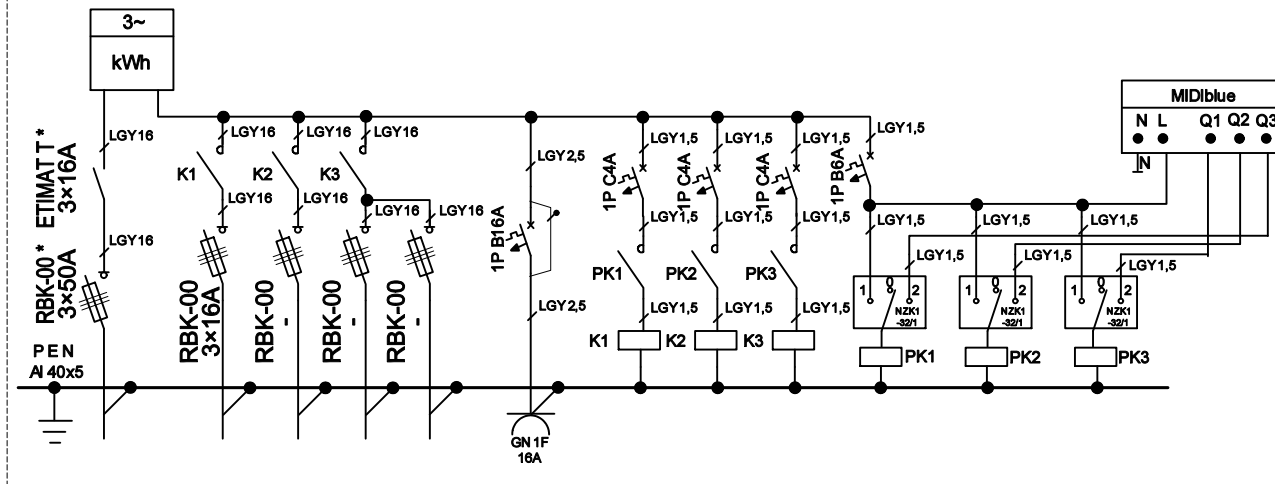 3~
kWh
MIDIblue
N L Q1 Q2 Q3
N
LGY16
LGY16
LGY16
LGY16
LGY2,5
LGY1,5
LGY1,5
LGY1,5
LGY1,5
ETIMAT T*
3×16A
K1
K2
K3
1P B16A
1P C4A
1P C4A
1P C4A
1P B6A
LGY16
LGY16
LGY16
LGY16
LGY16
RBK-00 *
3×50A
LGY1,5
LGY1,5
LGY1,5
LGY1,5
LGY1,5
LGY1,5
LGY1,5
LGY1,5
LGY1,5
PK1
PK2
PK3
RBK-00
3×16A
RBK-00
-
RBK-00
-
RBK-00
-
LGY2,5
LGY1,5
LGY1,5
LGY1,5
1 0 2
NZK1
-32/1
1 0 2
NZK1
-32/1
1 0 2
NZK1
-32/1
K1
K2
K3
PK1
PK2
PK3
PEN
Al 40x5
GN 1F
16A